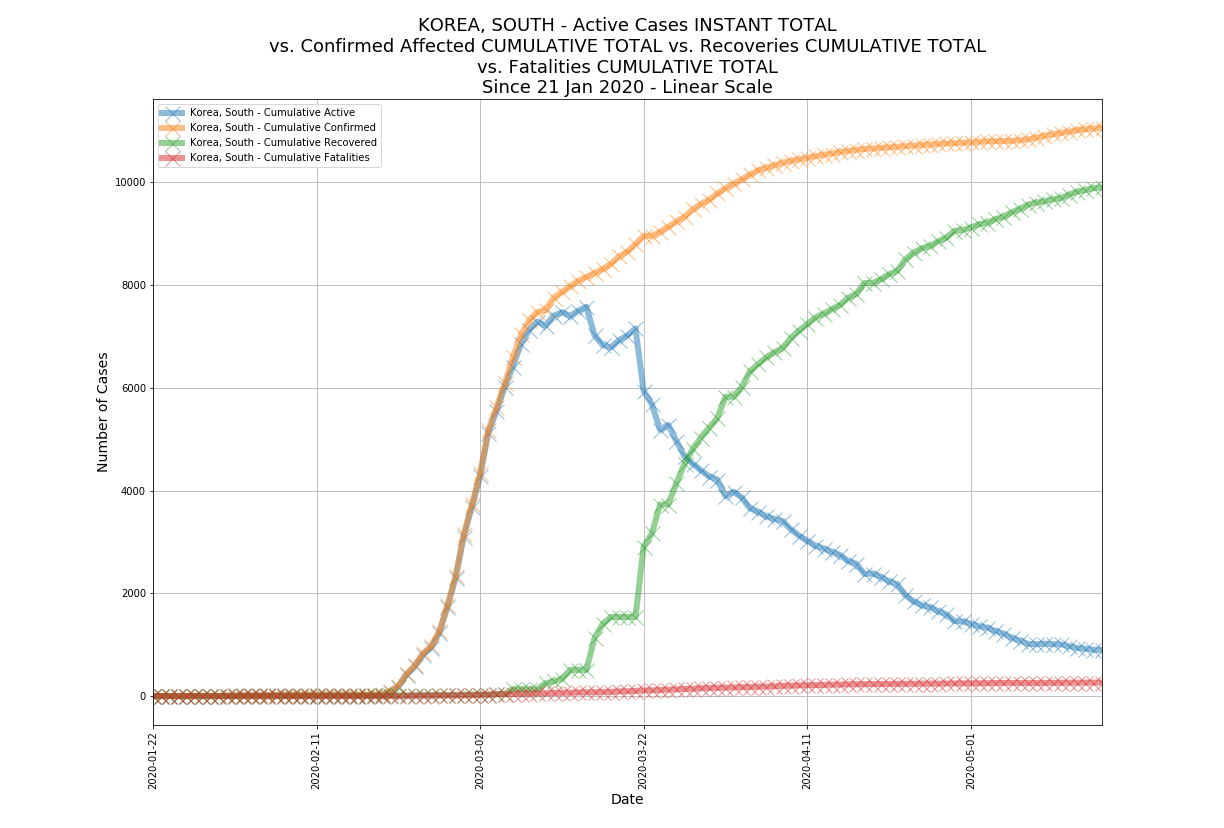 KOREA, SOUTH - Active Cases INSTANT TOTAL
vs. Confirmed Affected CUMULATIVE TOTAL vs. Recoveries CUMULATIVE TOTAL
vs. Fatalities CUMULATIVE TOTAL
Since 21 Jan 2020 - Linear Scale
Korea, South - Cumulative Active
Korea, South - Cumulative Confirmed
Korea, South - Cumulative Recovered
Korea, South - Cumulative Fatalities
Number of Cases
10000
8000
6000
4000
2000
0
2020-01-22
2020-02-11
2020-03-02
2020-03-22
2020-04-11
2020-05-01
Date